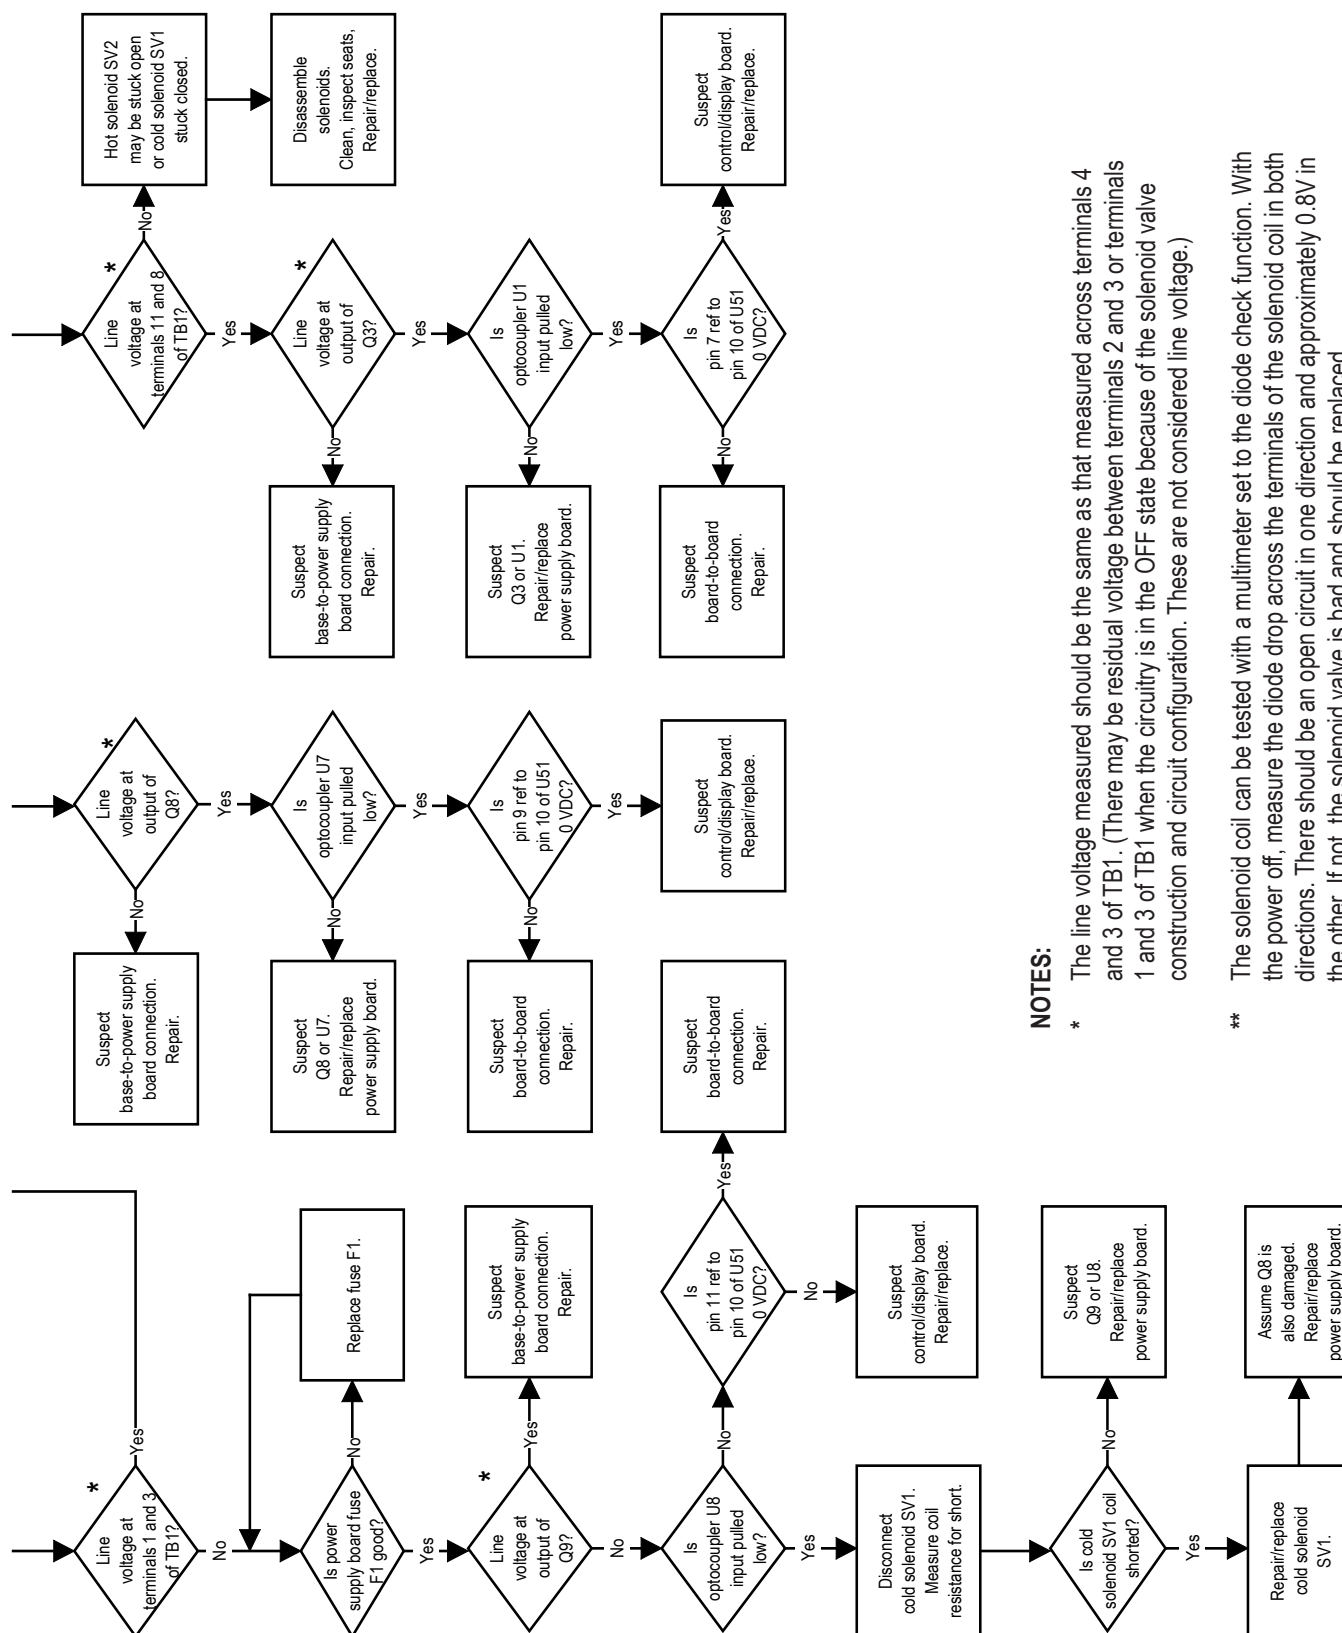 Line
voltage at
terminals 1 and 3
of TB1?
*
Yes
No
Is power
supply board fuse
F1 good?
No
Replace fuse F1.
Yes
Line
voltage at
output of
Q9?
*
Yes
Suspect
base-to-power supply
board connection.
Repair.
No
Is
optocoupler U8
input pulled
low?
No
Is
pin 11 ref to
pin 10 of U51
0 VDC?
Yes
Suspect
board-to-board
connection.
Repair.
No
Suspect
control/display board.
Repair/replace.
Yes
Disconnect
cold solenoid SV1.
Measure coil
resistance for short.
Is cold
solenoid SV1 coil
shorted?
No
Suspect
Q9 or U8.
Repair/replace
power supply board.
Yes
Repair/replace
cold solenoid
SV1.
Assume Q8 is
also damaged.
Repair/replace
power supply board.
Line
voltage at
output of
Q8?
*
No
Suspect
base-to-power supply
board connection.
Repair.
Yes
Is
optocoupler U7
input pulled
low?
No
Suspect
Q8 or U7.
Repair/replace
power supply board.
Yes
Is
pin 9 ref to
pin 10 of U51
0 VDC?
No
Suspect
board-to-board
connection.
Repair.
Yes
Suspect
control/display board.
Repair/replace.
Line
voltage at
terminals 11 and 8
of TB1?
*
No
Hot solenoid SV2
may be stuck open
or cold solenoid SV1
stuck closed.
Disassemble
solenoids.
Clean, inspect seats,
Repair/replace.
Yes
Line
voltage at
output of
Q3?
*
No
Suspect
base-to-power supply
board connection.
Repair.
Yes
Is
optocoupler U1
input pulled
low?
No
Suspect
Q3 or U1.
Repair/replace
power supply board.
Yes
Is
pin 7 ref to
pin 10 of U51
0 VDC?
No
Suspect
board-to-board
connection.
Repair.
Yes
Suspect
control/display board.
Repair/replace.
NOTES:
* The line voltage measured should be the same as that measured across terminals 4
and 3 of TB1. (There may be residual voltage between terminals 2 and 3 or terminals
1 and 3 of TB1 when the circuitry is in the OFF state because of the solenoid valve
construction and circuit configuration. These are not considered line voltage.)
** The solenoid coil can be tested with a multimeter set to the diode check function. With
the power off, measure the diode drop across the terminals of the solenoid coil in both
directions. There should be an open circuit in one direction and approximately 0.8V in
the other. If not, the solenoid valve is bad and should be replaced.